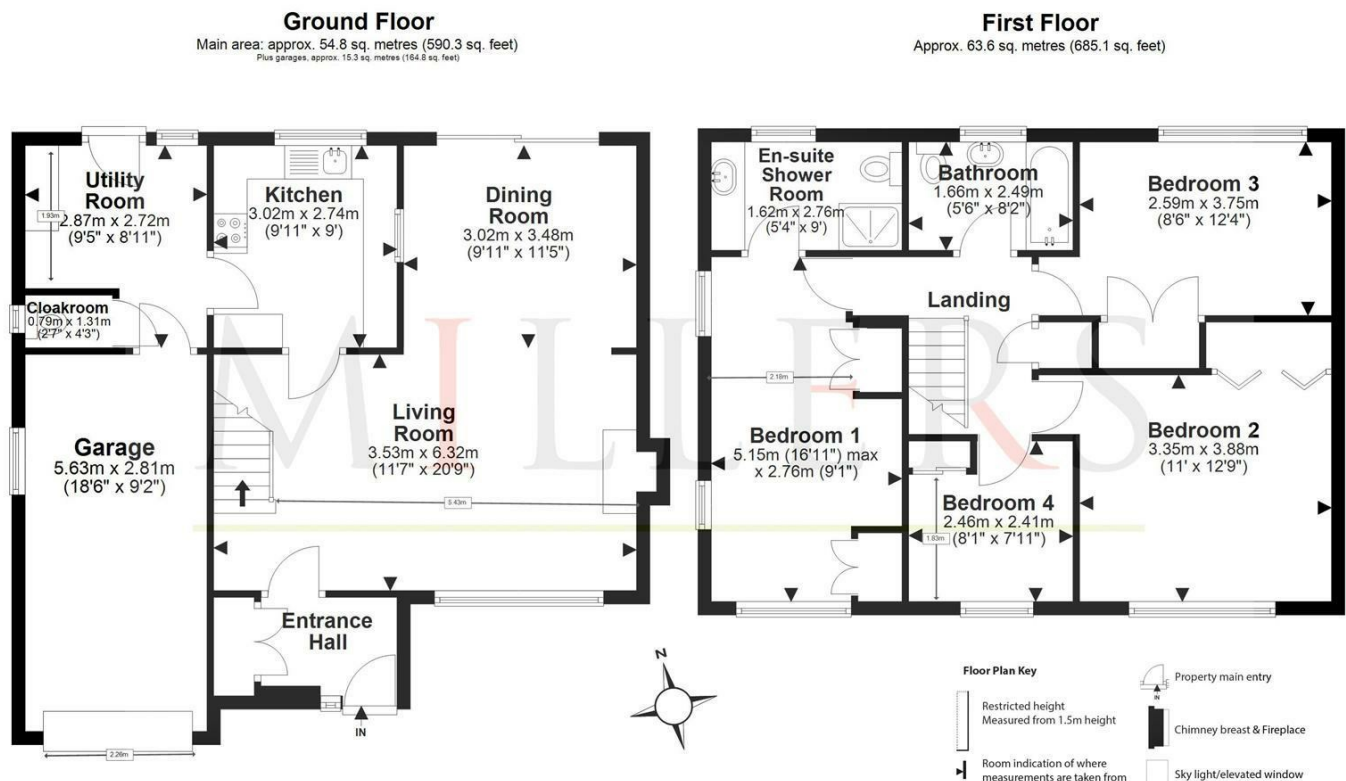 Ground Floor
Main area: approx. 54.8 sq. metres (590.3 sq. feet)
Plus garages, approx. 15.3 sq. metres (164.8 sq. feet)
Utility
Room
2.87m x 2.72m
(9'5" x 8'11")
1.93m
Kitchen
3.02m x 2.74m
(9'11" x 9')
Dining
Room
3.02m x 3.48m
(9'11" x 11'5")
Cloakroom
0.79m x 1.31m
(2'7" x 4'3")
Garage
5.63m x 2.81m
(18'6" x 9'2")
Living
Room
3.53m x 6.32m
(11'7" x 20'9")
5.43m
Entrance
Hall
IN
2.26m
First Floor
Approx. 63.6 sq. metres (685.1 sq. feet)
En-suite
Shower
Room
1.62m x 2.76m
(5'4" x 9')
Bathroom
1.66m x 2.49m
(5'6" x 8'2")
Bedroom 3
2.59m x 3.75m
(8'6" x 12'4")
Landing
2.18m
Bedroom 1
5.15m (16'11") max
x 2.76m (9'1")
Bedroom 2
3.35m x 3.88m
(11' x 12'9")
Bedroom 4
2.46m x 2.41m
(8'1" x 7'11")
1.83m
MILLERS
N
Floor Plan Key
Restricted height
Measured from 1.5m height
Room indication of where
measurements are taken from
Property main entry
IN
Chimney breast & Fireplace
Sky light/elevated window